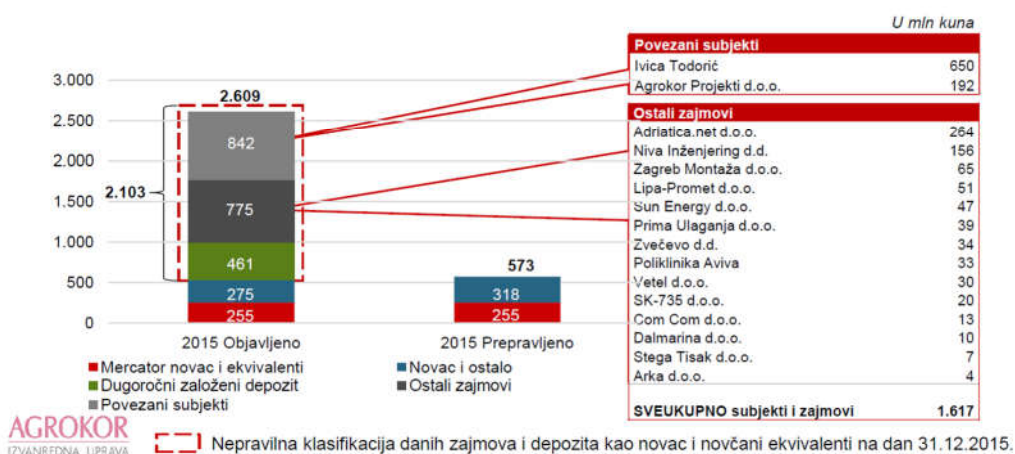 U mln kuna
Povezani subjekti
Ivica Todorić 650
Agrokor Projekti d.o.o. 192
Ostali zajmovi
Adriatica.net d.o.o. 264
Niva Inženjering d.d. 156
Zagreb Montaža d.o.o. 65
Lipa-Promet d.o.o. 51
Sun Energy d.o.o. 47
Prima Ulaganja d.o.o. 39
Zvečevo d.d. 34
Poliklinika Aviva 33
Vetel d.o.o. 30
SK-735 d.o.o. 20
Com Com d.o.o. 13
Dalmarina d.o.o. 10
Stega Tisak d.o.o. 7
Arka d.o.o. 4
SVEUKUPNO subjekti i zajmovi 1.617
3.000
2.500
2.000
1.500
1.000
500
0
2.609
842
2.103
775
461
275
255
573
318
255
2015 Objavljeno
2015 Prepravljeno
Mercator novac i ekvivalenti
Novac i ostalo
Dugoročni založeni depozit
Ostali zajmovi
Povezani subjekti
AGROKOR
IZVANREDNA UPRAVA
Nepravilna klasifikacija danih zajmova i depozita kao novac i novčani ekvivalenti na dan 31.12.2015.